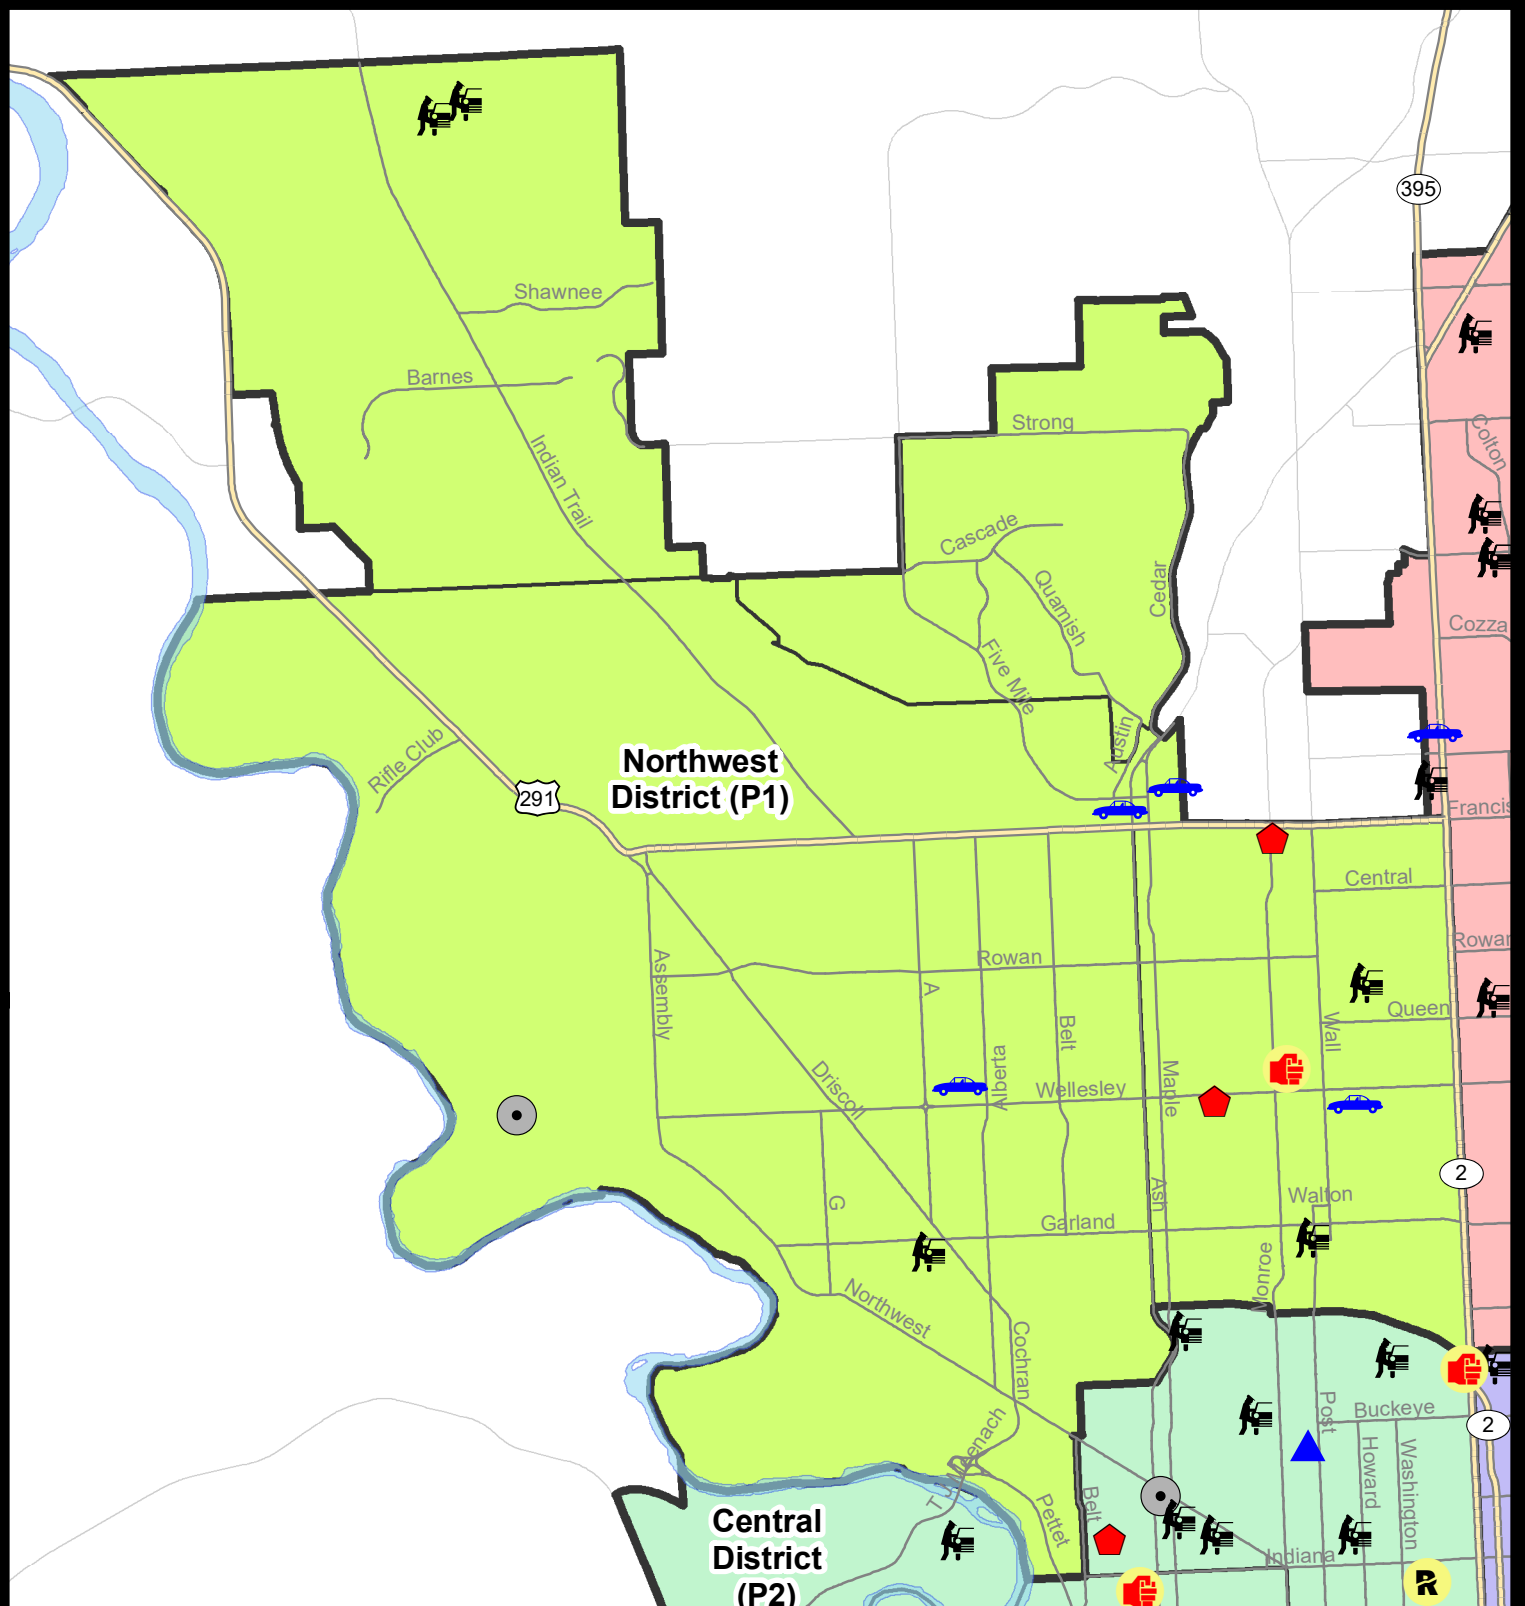 395
Shawnee
Barnes
Strong
Colton
Indian Trail
Cascade
Quamish
Cedar
Cozza
Five Mile
Austin
Rifle Club
Northwest
District (P1)
291
Francis
Central
Rowan
Rowan
Assembly
A
Queen
Belt
Wall
Alberta
Driscoll
Wellesley
Maple
2
Ash
Walton
G
Garland
Monroe
Northwest
Cochran
Post
Buckeye
2
T J Meenach
Howard
Washington
Belt
Pettet
Central
District
(P2)
Indiana
R